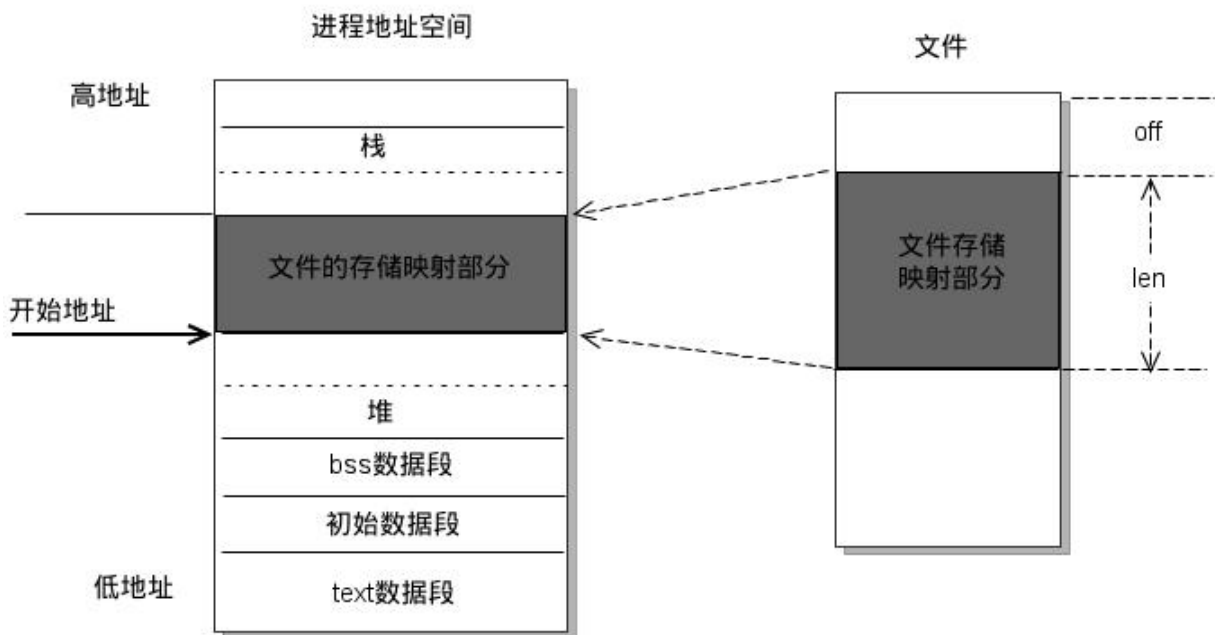 进程地址空间
文件
高地址
off
栈
文件的存储映射部分
文件存储
映射部分
len
开始地址
堆
bss数据段
初始数据段
低地址
text数据段